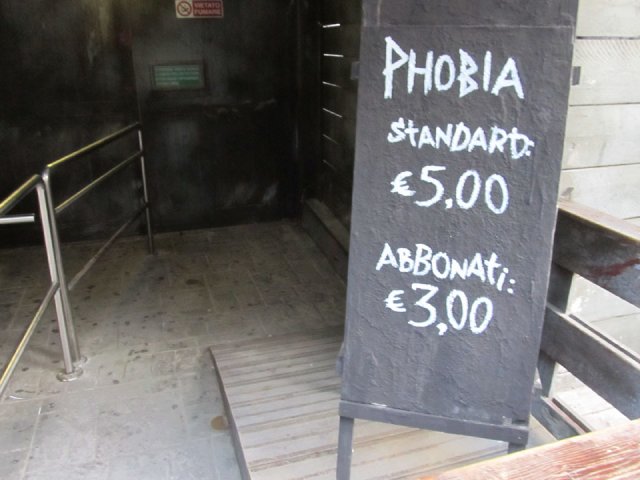 VIETATO
FUMARE
PHOBIA
STANDARD:
€5,00
ABBONATI:
€3,00